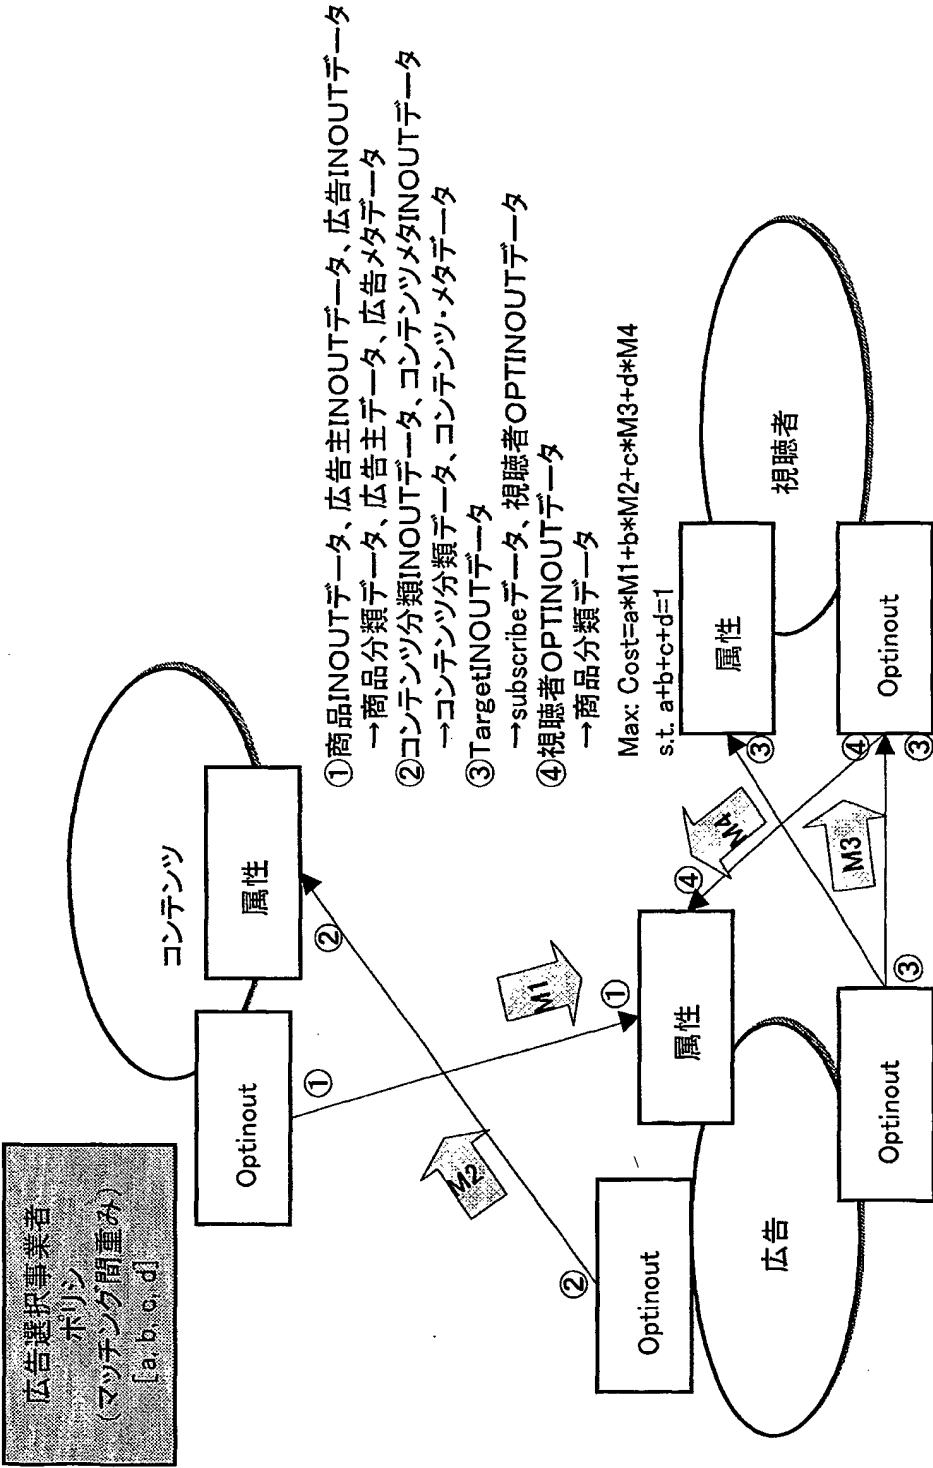 広告選択事業者
ポリシ
(マッチング間重み)
[a, b, c, d]
コンテンツ
Optinout
属性
①
②
①商品INOUTデータ、広告主INOUTデータ、広告INOUTデータ
→商品分類データ、広告主データ、広告メタデータ
②コンテンツ分類INOUTデータ、コンテンツメタINOUTデータ
→コンテンツ分類データ、コンテンツ・メタデータ
③TargetINOUTデータ
→subscribeデータ、視聴者OPTINOUTデータ
④視聴者OPTINOUTデータ
→商品分類データ
Max: Cost=a*M1+b*M2+c*M3+d*M4
s.t. a+b+c+d=1
M2
M1
②
①
④
M4
M3
Optinout
属性
広告
Optinout
③
③
④
③
属性
Optinout
視聴者